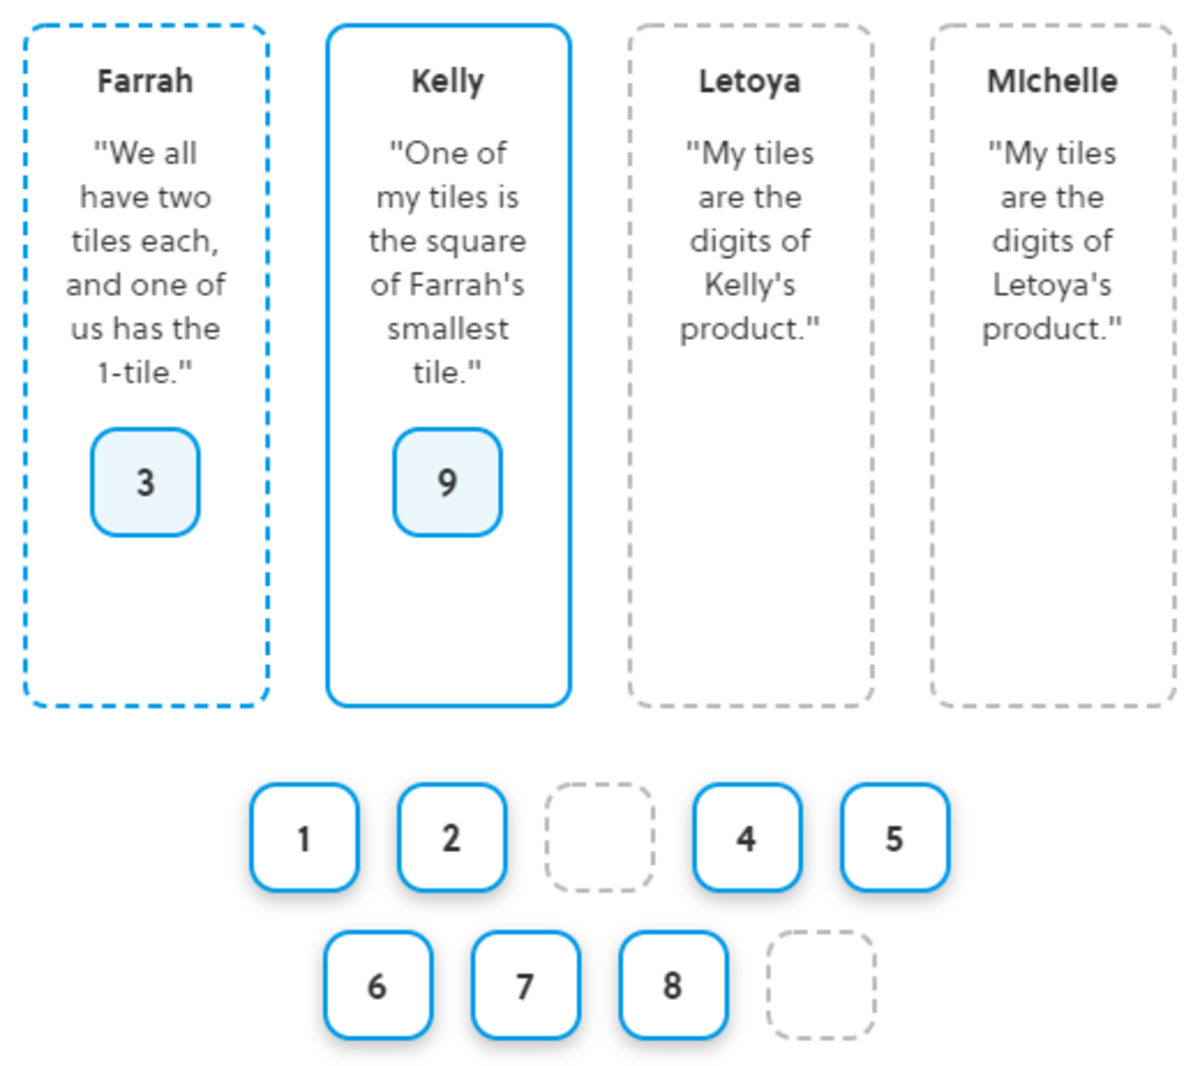 Farrah
"We all
have two
tiles each,
and one of
us has the
1-tile."
3
Kelly
"One of
my tiles is
the square
of Farrah's
smallest
tile."
9
Letoya
"My tiles
are the
digits of
Kelly's
product."
MIchelle
"My tiles
are the
digits of
Letoya's
product."
1 2 4 5
6 7 8